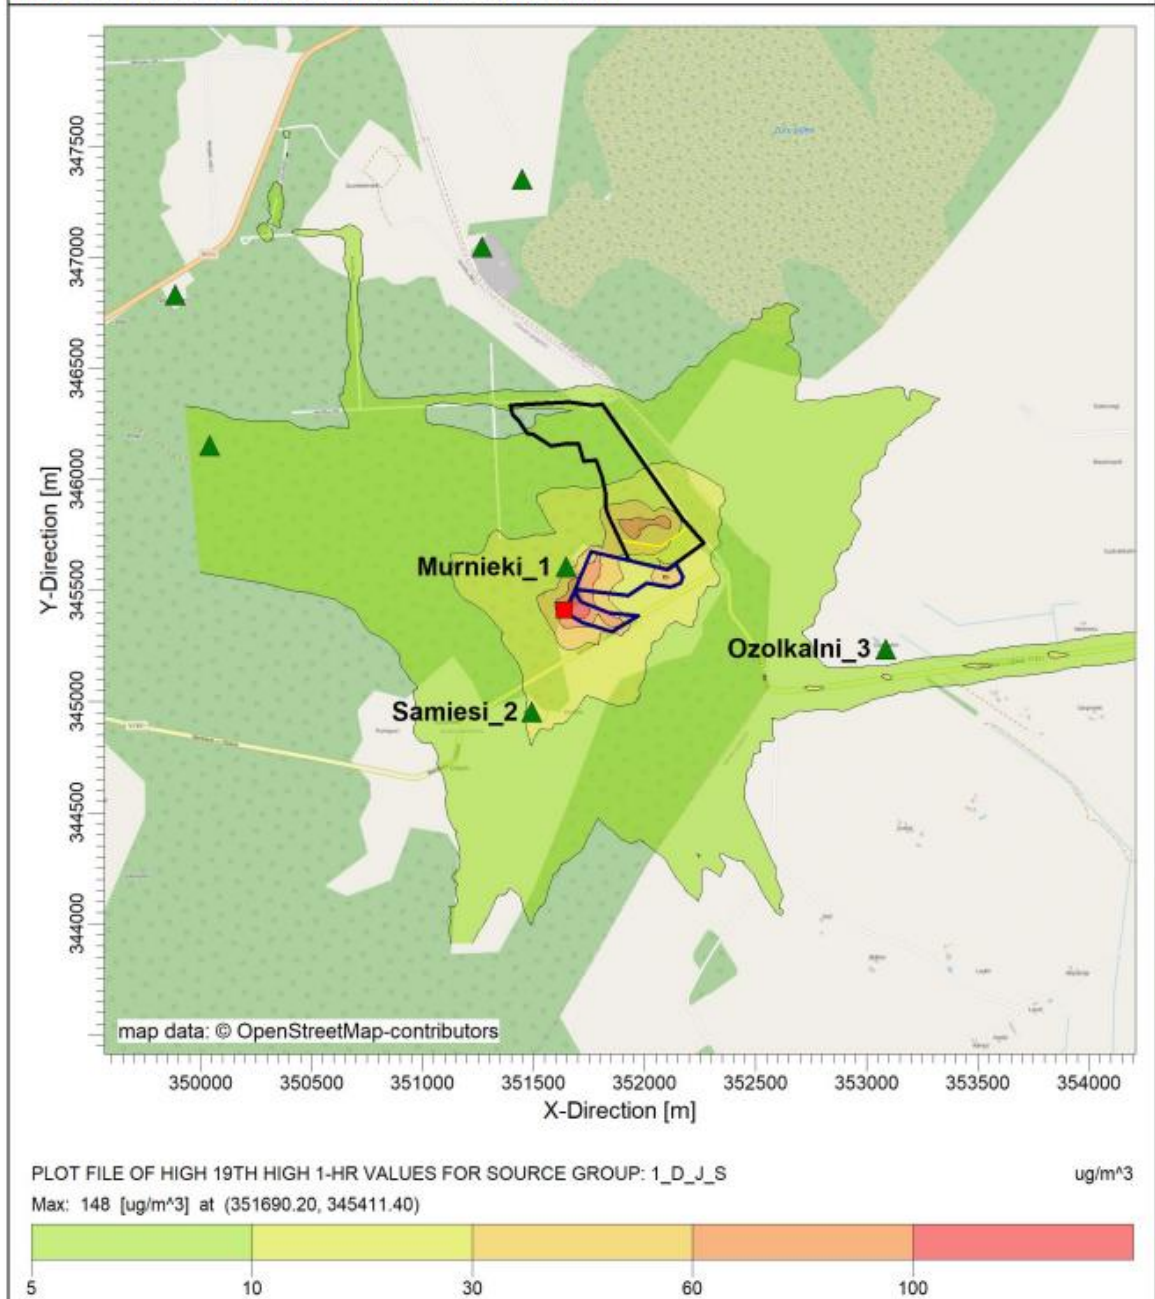 347500
347000
346500
346000
345500
345000
344500
344000
Y-Direction [m]
Murnieki_1
Ozolkalni_3
Samiesi_2
map data: © OpenStreetMap-contributors
350000 350500 351000 351500 352000 352500 353000 353500 354000
X-Direction [m]
PLOT FILE OF HIGH 19TH HIGH 1-HR VALUES FOR SOURCE GROUP: 1_D_J_S ug/m^3
Max: 148 [ug/m^3] at (351690.20, 345411.40)
5 10 30 60 100